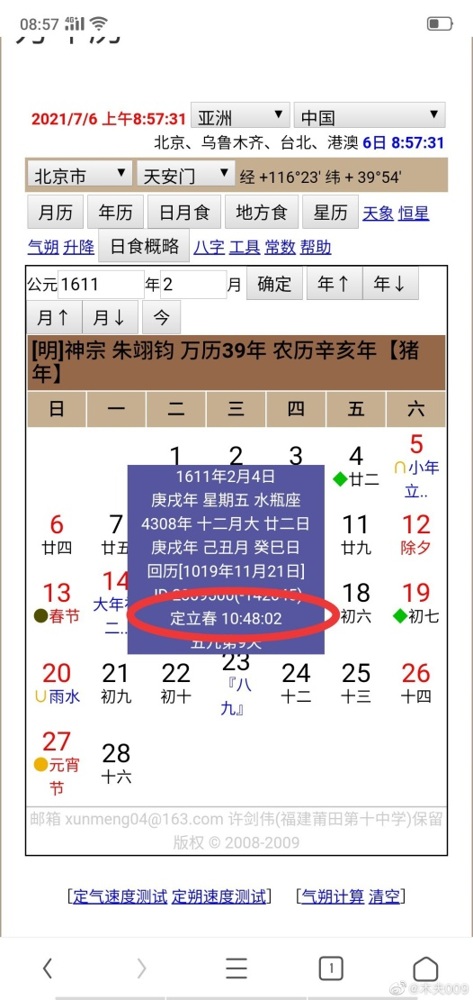 08:57
2021/7/6 上午8:57:31 亚洲 ▼ 中国 ▼
北京、乌鲁木齐、台北、港澳 6日 8:57:31
北京市 ▼ 天安门 ▼ 经 +116°23' 纬 + 39°54'
月历 年历 日月食 地方食 星历 天象 恒星
气朔 升降 日食概略 八字 工具 常数 帮助
公元 1611 年 2 月 确定 年↑ 年↓
月↑ 月↓ 今
[明]神宗 朱翊钧 万历39年 农历辛亥年【猪
年】
日 一 二 三 四 五 六
1 2 3 4 5
廿二 小年
立..
1611年2月4日
庚戌年 星期五 水瓶座
4308年 十二月大 廿二日
庚戌年 己丑月 癸巳日
回历[1019年11月21日]
定立春 10:48:02
五九第9天
6 7 11 12
廿四 廿五 廿九 除夕
13 14 18 19
春节 大年初 初六 初七
二..
20 21 22 23 24 25 26
雨水 初九 初十 『八 十二 十三 十四
九』
27 28
元宵 十六
节
邮箱 xunmeng04@163.com 许剑伟(福建莆田第十中学)保留
版权 © 2008-2009
[定气速度测试 定朔速度测试] [气朔计算 清空]
1